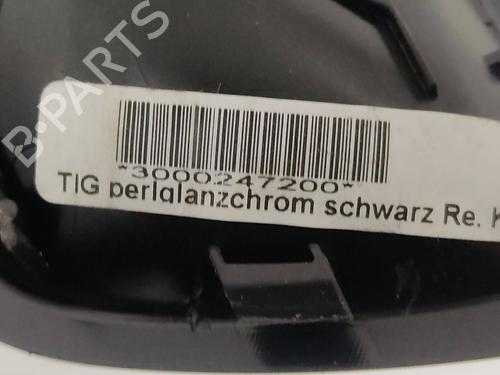 B-PARTS
*3000247200*
TIG perlglanzchrom schwarz Re.